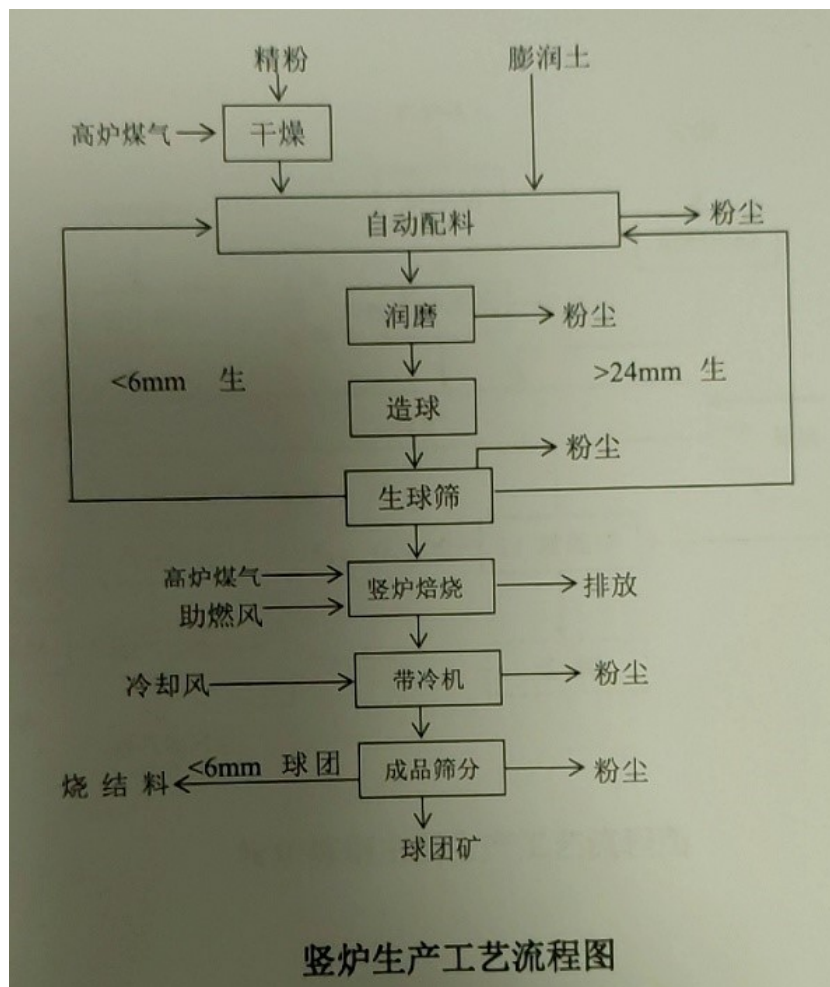 精粉 膨润土
高炉煤气 干燥
自动配料 粉尘
润磨 粉尘
<6mm 生 >24mm 生
造球
粉尘
生球筛
高炉煤气 竖炉焙烧 排放
助燃风
冷却风 带冷机 粉尘
烧结料 <6mm 球团 成品筛分 粉尘
球团矿
竖炉生产工艺流程图